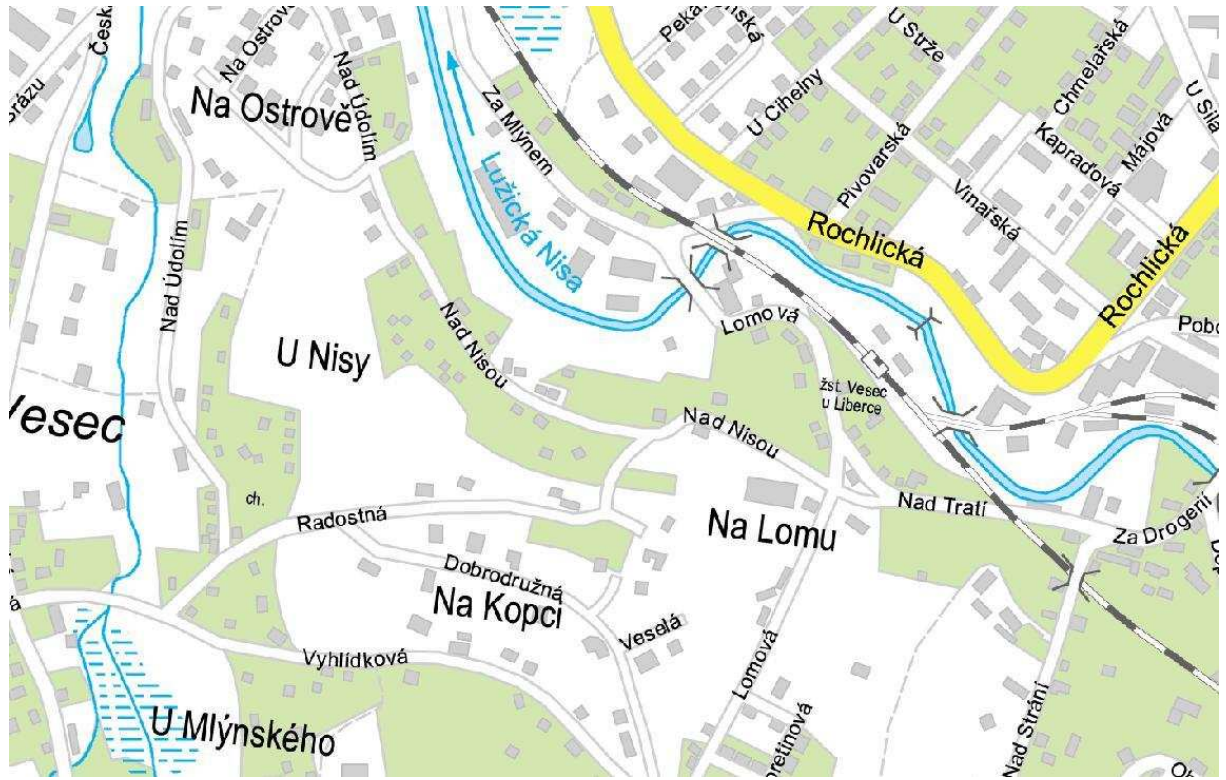 Na Ostrově
Na Ostrově
Nad Údolím
Nad Údolím
Za Mlýnem
Lužická Nisa
U Cihelny
U Strže
Chmelařská
Kapraďová
Májová
Pivovarská
Vinařská
Rochlická
Rochlická
Lomová
žst. Vesec
u Liberce
U Nisy
Nad Nisou
Nad Nisou
Vesec
ch.
Radostná
Na Lomu
Nad Tratí
Za Drogerií
Dobrodružná
Na Kopci
Veselá
Vyhlídková
Lomová
Nad Strání
U Mlýnského